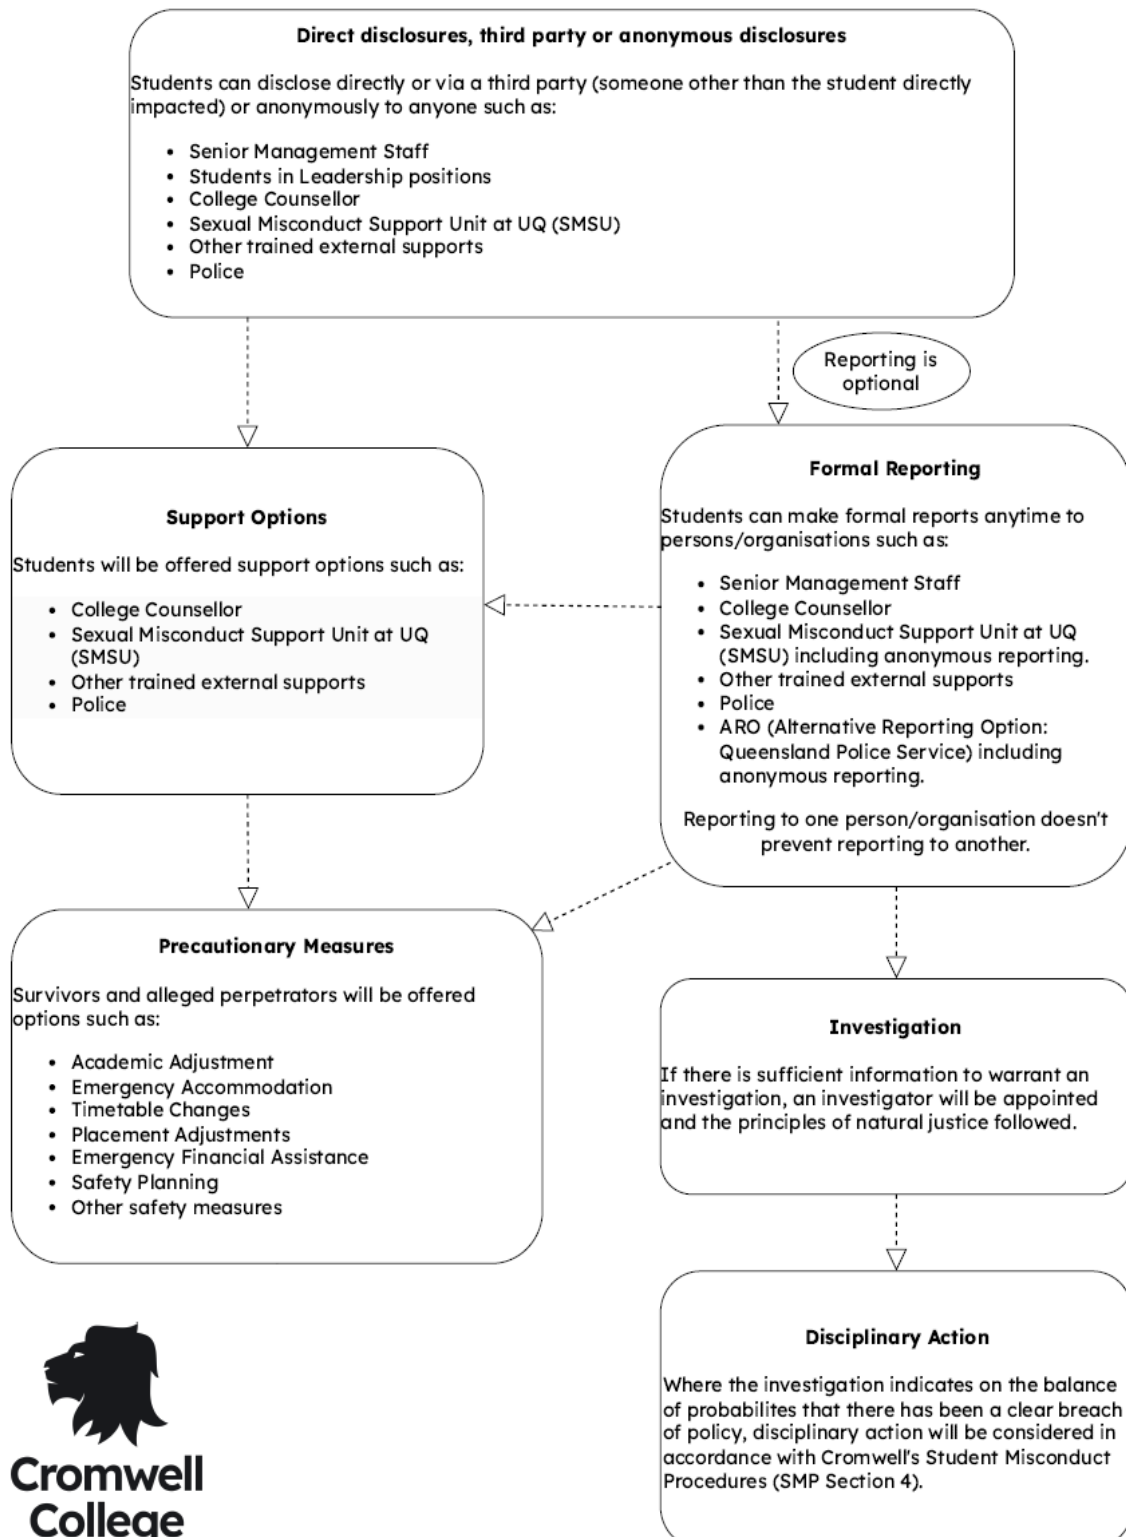 Direct disclosures, third party or anonymous disclosures
Students can disclose directly or via a third party (someone other than the student directly
impacted) or anonymously to anyone such as:
• Senior Management Staff
• Students in Leadership positions
• College Counsellor
• Sexual Misconduct Support Unit at UQ (SMSU)
• Other trained external supports
• Police
Reporting is
optional
Support Options
Students will be offered support options such as:
• College Counsellor
• Sexual Misconduct Support Unit at UQ
(SMSU)
• Other trained external supports
• Police
Formal Reporting
Students can make formal reports anytime to
persons/organisations such as:
• Senior Management Staff
• College Counsellor
• Sexual Misconduct Support Unit at UQ
(SMSU) including anonymous reporting.
• Other trained external supports
• Police
• ARO (Alternative Reporting Option:
Queensland Police Service) including
anonymous reporting.
Reporting to one person/organisation doesn't
prevent reporting to another.
Precautionary Measures
Survivors and alleged perpetrators will be offered
options such as:
• Academic Adjustment
• Emergency Accommodation
• Timetable Changes
• Placement Adjustments
• Emergency Financial Assistance
• Safety Planning
• Other safety measures
Investigation
If there is sufficient information to warrant an
investigation, an investigator will be appointed
and the principles of natural justice followed.
Disciplinary Action
Where the investigation indicates on the balance
of probabilites that there has been a clear breach
of policy, disciplinary action will be considered in
accordance with Cromwell's Student Misconduct
Procedures (SMP Section 4).
Cromwell
College